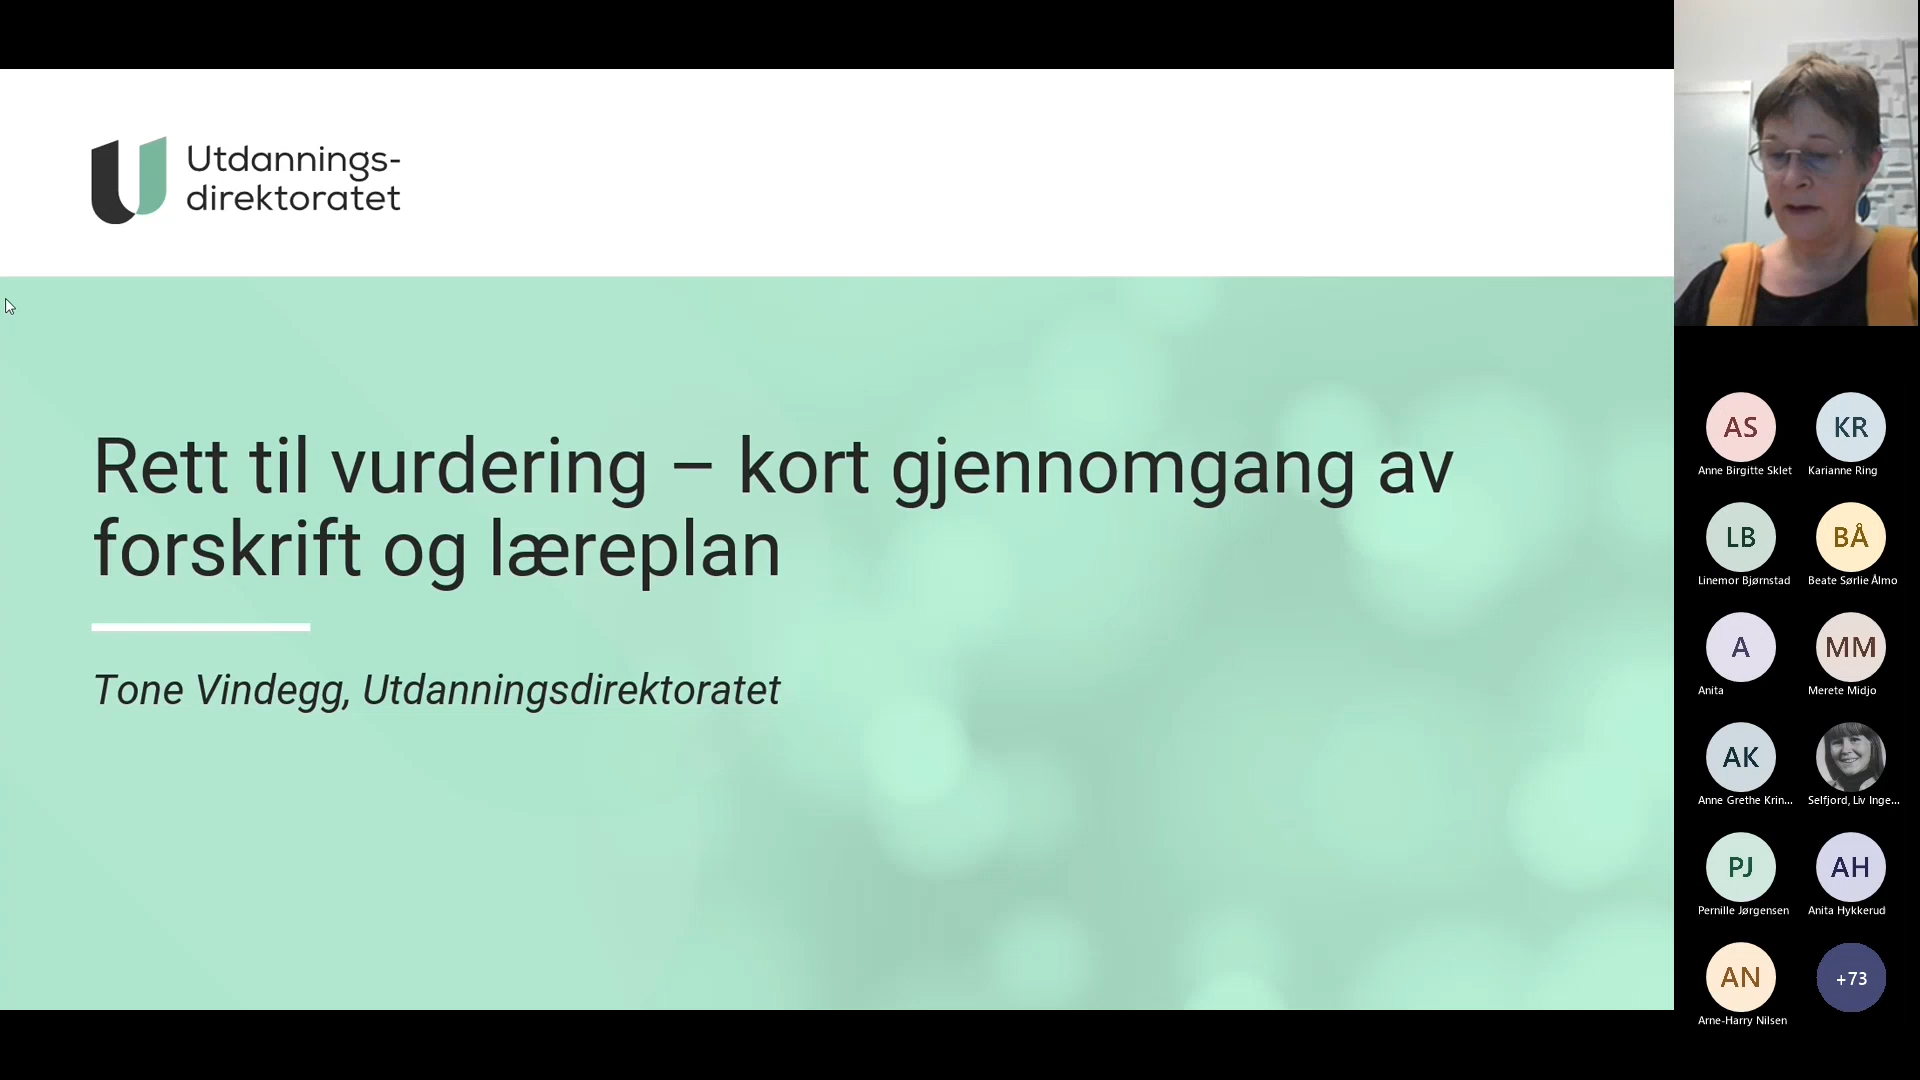 Utdannings-
direktoratet
Rett til vurdering – kort gjennomgang av
forskrift og læreplan
Tone Vindegg, Utdanningsdirektoratet
AS
KR
Anne Birgitte Sklet
Karianne Ring
LB
BÅ
Linemor Bjørnstad
Beate Sørlie Ålmo
A
MM
Anita
Merete Midjo
AK
Anne Grethe Krin...
Selfjord, Liv Inge...
PJ
AH
Pernille Jørgensen
Anita Hykkerud
AN
+73
Arne-Harry Nilsen